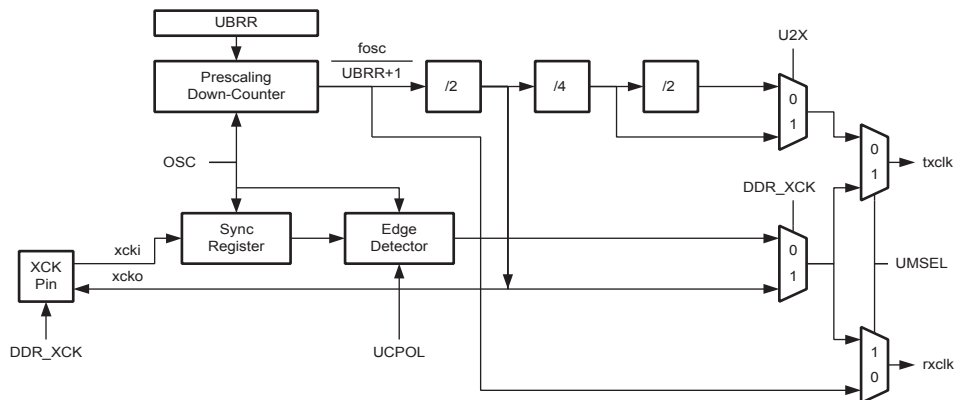 UBRR
U2X
fosc
UBRR+1
Prescaling
Down-Counter
/2
/4
/2
0
1
OSC
0
1
txclk
DDR_XCK
Sync
Register
Edge
Detector
0
1
xcki
xcko
XCK
Pin
UMSEL
DDR_XCK
UCPOL
1
0
rxclk